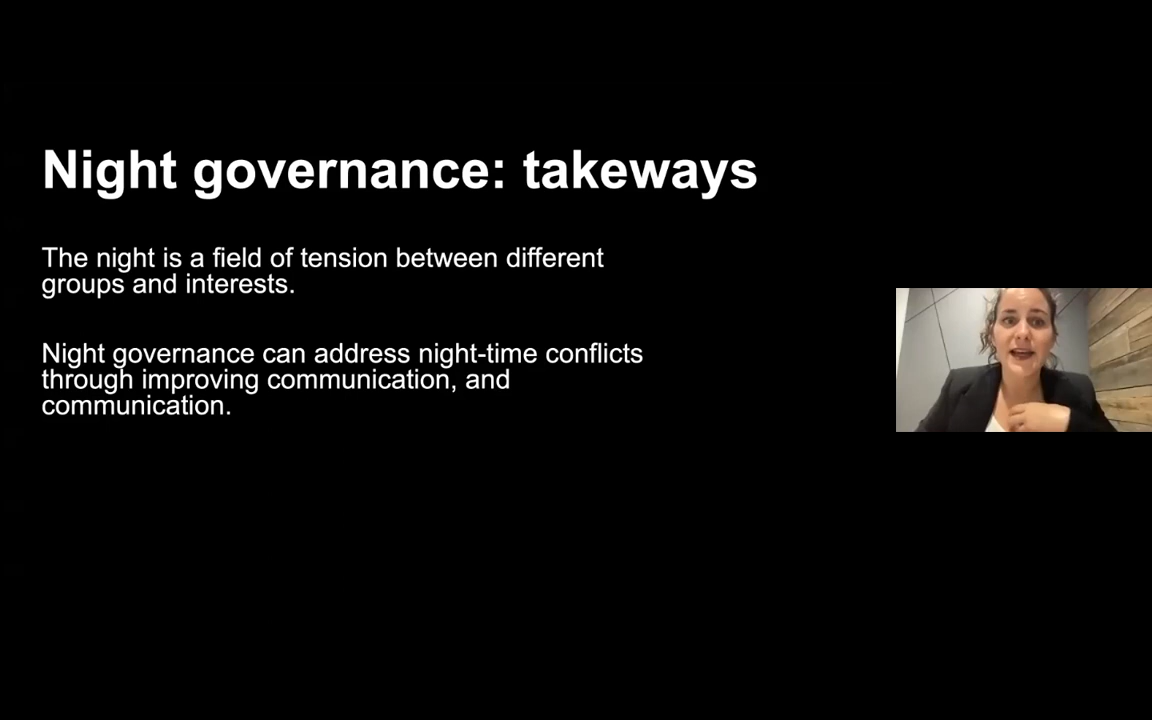 Night governance: takeways
The night is a field of tension between different
groups and interests.
Night governance can address night-time conflicts
through improving communication, and
communication.